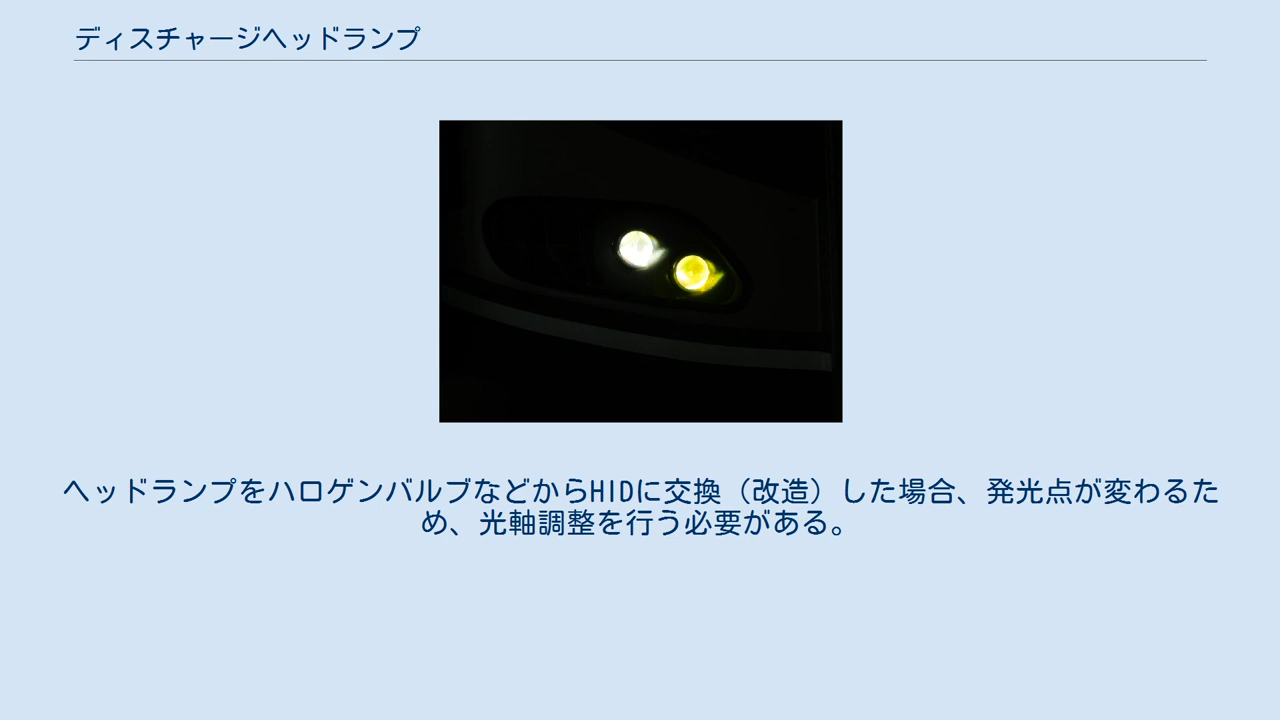 ディスチャージヘッドランプ
ヘッドランプをハロゲンバルブなどからHIDに交換（改造）した場合、発光点が変わるた
め、光軸調整を行う必要がある。